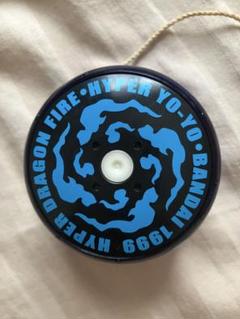 HYPER DRAGON FIRE • HYPER YO-YO • BANDAI 1999